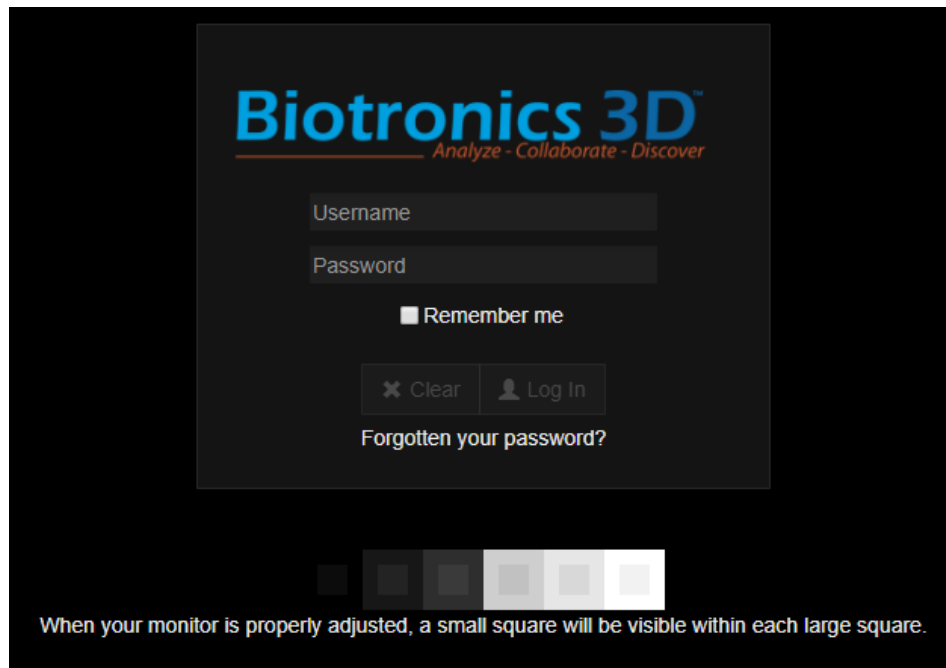 Biotronics 3D™
Analyze - Collaborate - Discover
Username
Password
Remember me
Clear Log In
Forgotten your password?
When your monitor is properly adjusted, a small square will be visible within each large square.